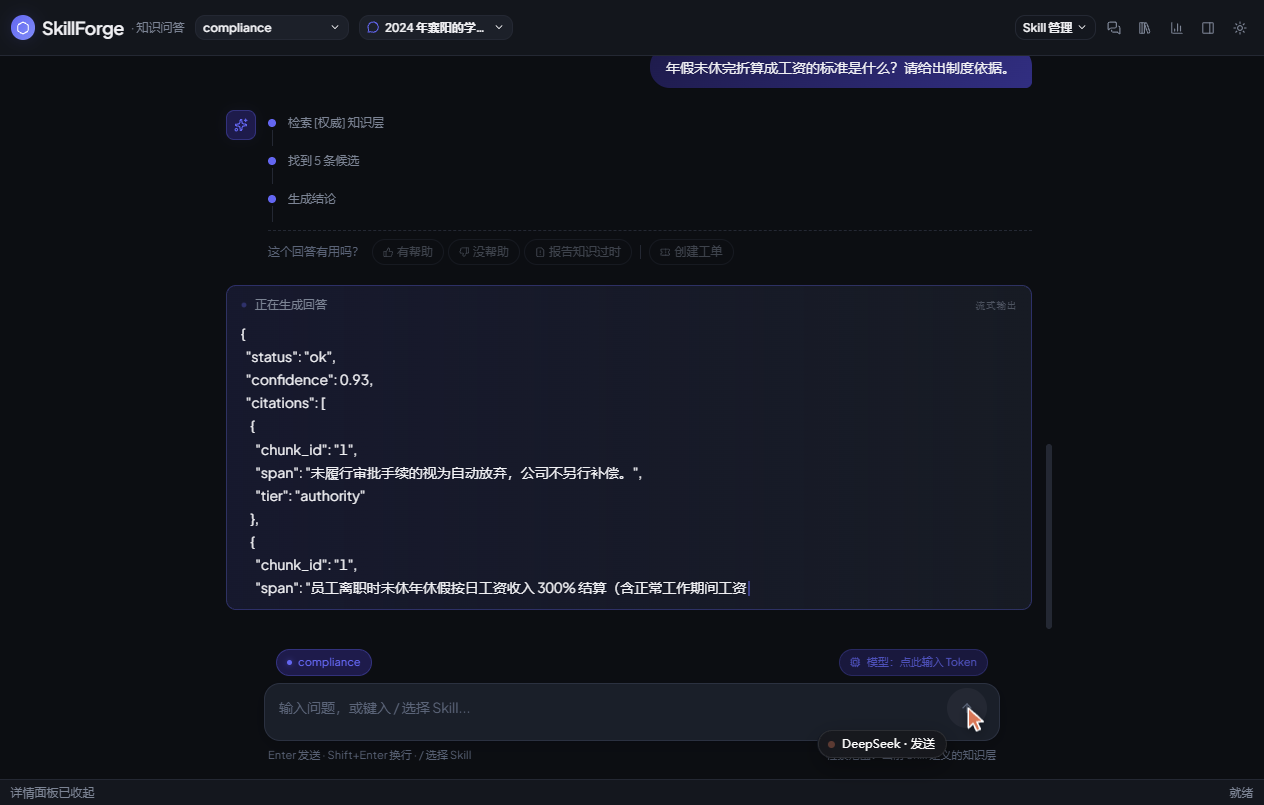 SkillForge · 知识问答 compliance 2024 年襄阳的学... Skill 管理
年假未休完折算成工资的标准是什么？请给出制度依据。
检索 [权威] 知识层
找到 5 条候选
生成结论
这个回答有用吗？ 有帮助 没帮助 报告知识过时 | 创建工单
正在生成回答 流式输出
{
"status": "ok",
"confidence": 0.93,
"citations": [
{
"chunk_id": "1",
"span": "未履行审批手续的视为自动放弃，公司不另行补偿。",
"tier": "authority"
},
{
"chunk_id": "1",
"span": "员工离职时未休年休假按日工资收入 300% 结算（含正常工作期间工资
compliance 模型：点此输入 Token
输入问题，或键入 / 选择 Skill...
DeepSeek · 发送
Enter 发送 · Shift+Enter 换行 · / 选择 Skill 定义的知识层
详情面板已收起 就绪